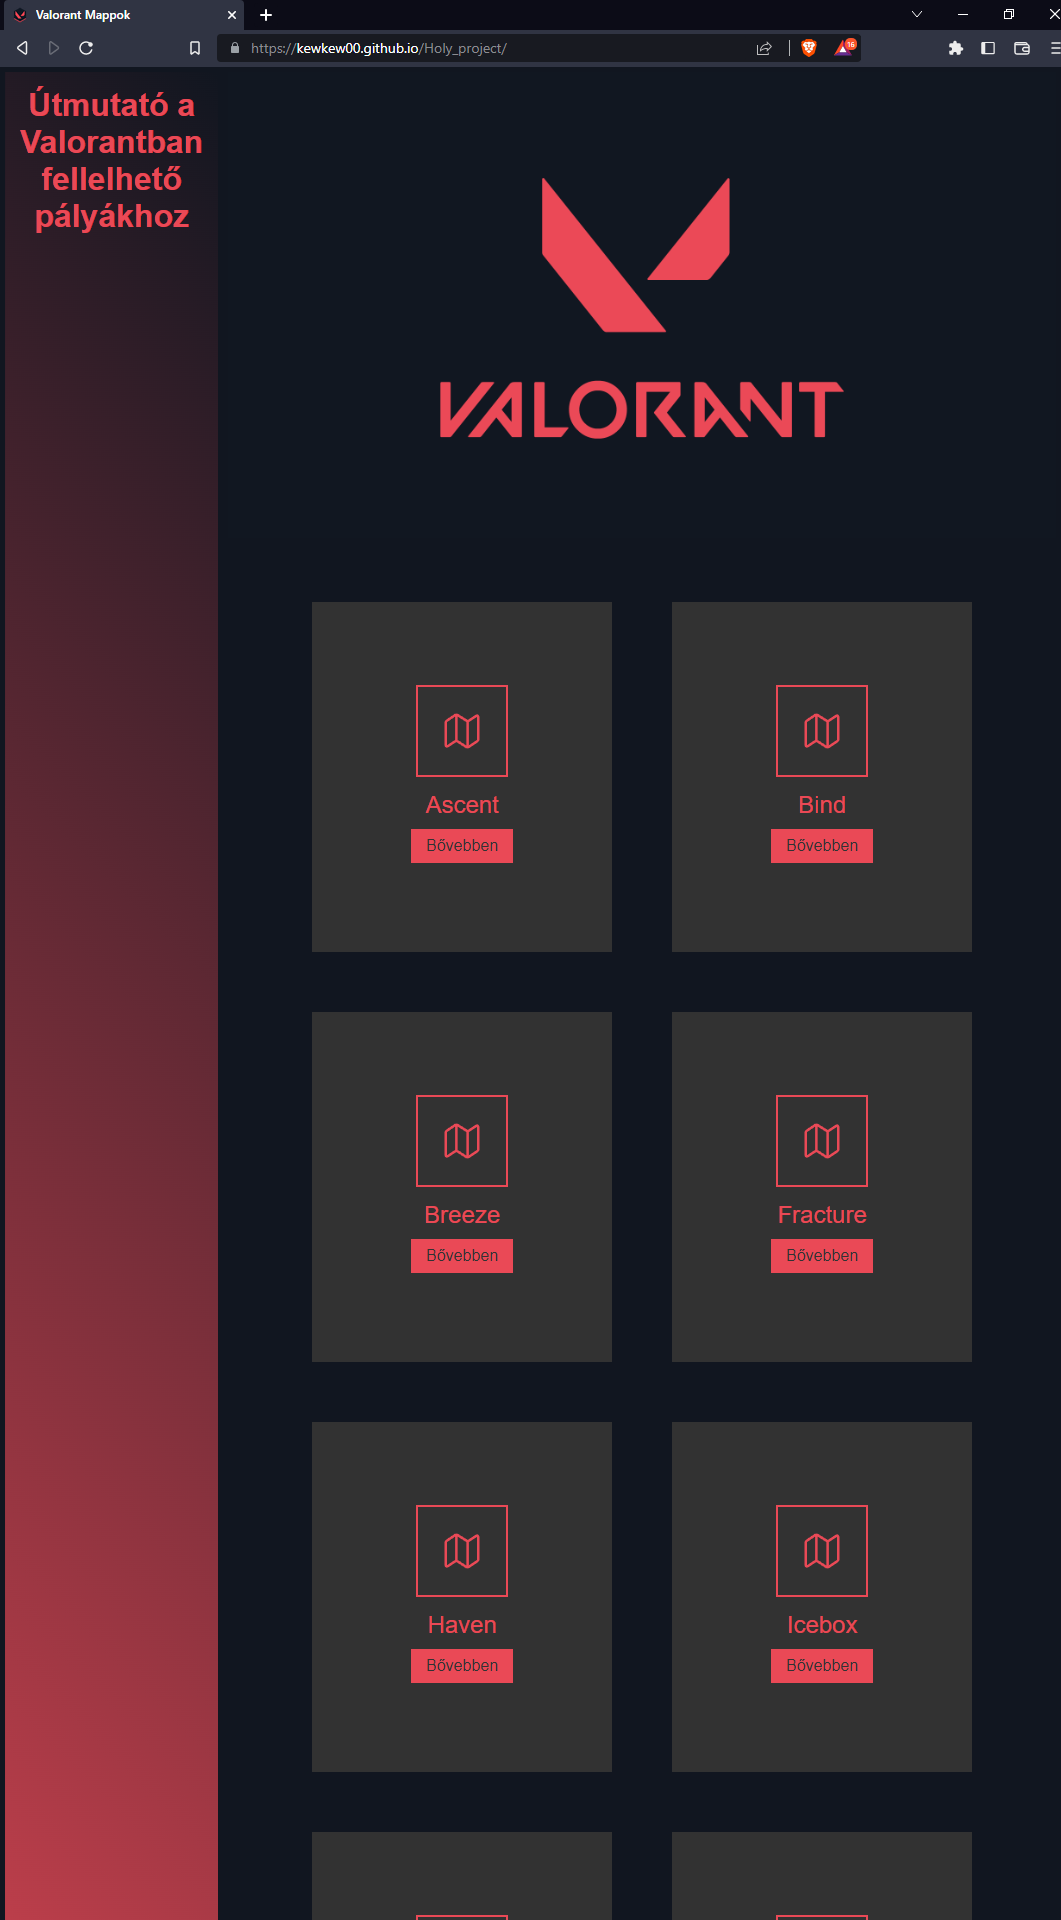 Valorant Mappok
https://kewkew00.github.io/Holy_project/
16
Útmutató a
Valorantban
fellelhető
pályákhoz
VALORANT
Ascent
Bővebben
Bind
Bővebben
Breeze
Bővebben
Fracture
Bővebben
Haven
Bővebben
Icebox
Bővebben